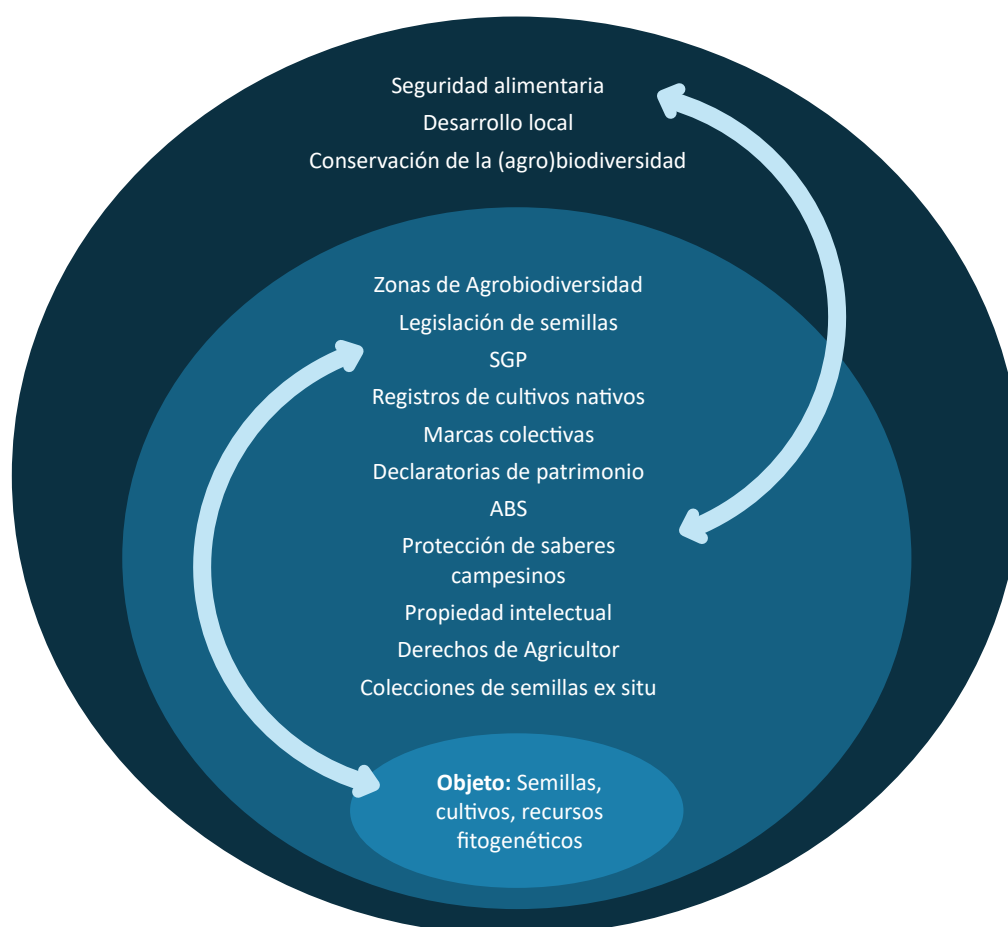 Seguridad alimentaria
Desarrollo local
Conservación de la (agro)biodiversidad
Zonas de Agrobiodiversidad
Legislación de semillas
SGP
Registros de cultivos nativos
Marcas colectivas
Declaratorias de patrimonio
ABS
Protección de saberes
campesinos
Propiedad intelectual
Derechos de Agricultor
Colecciones de semillas ex situ
Objeto: Semillas,
cultivos, recursos
fitogenéticos